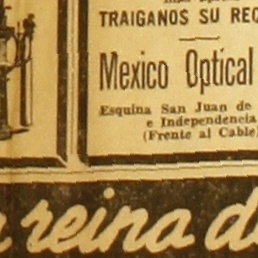 TRAIGANOS SU REC
Mexico Optical
Esquina San Juan de
e Independencia
(Frente al Cable)
reina d